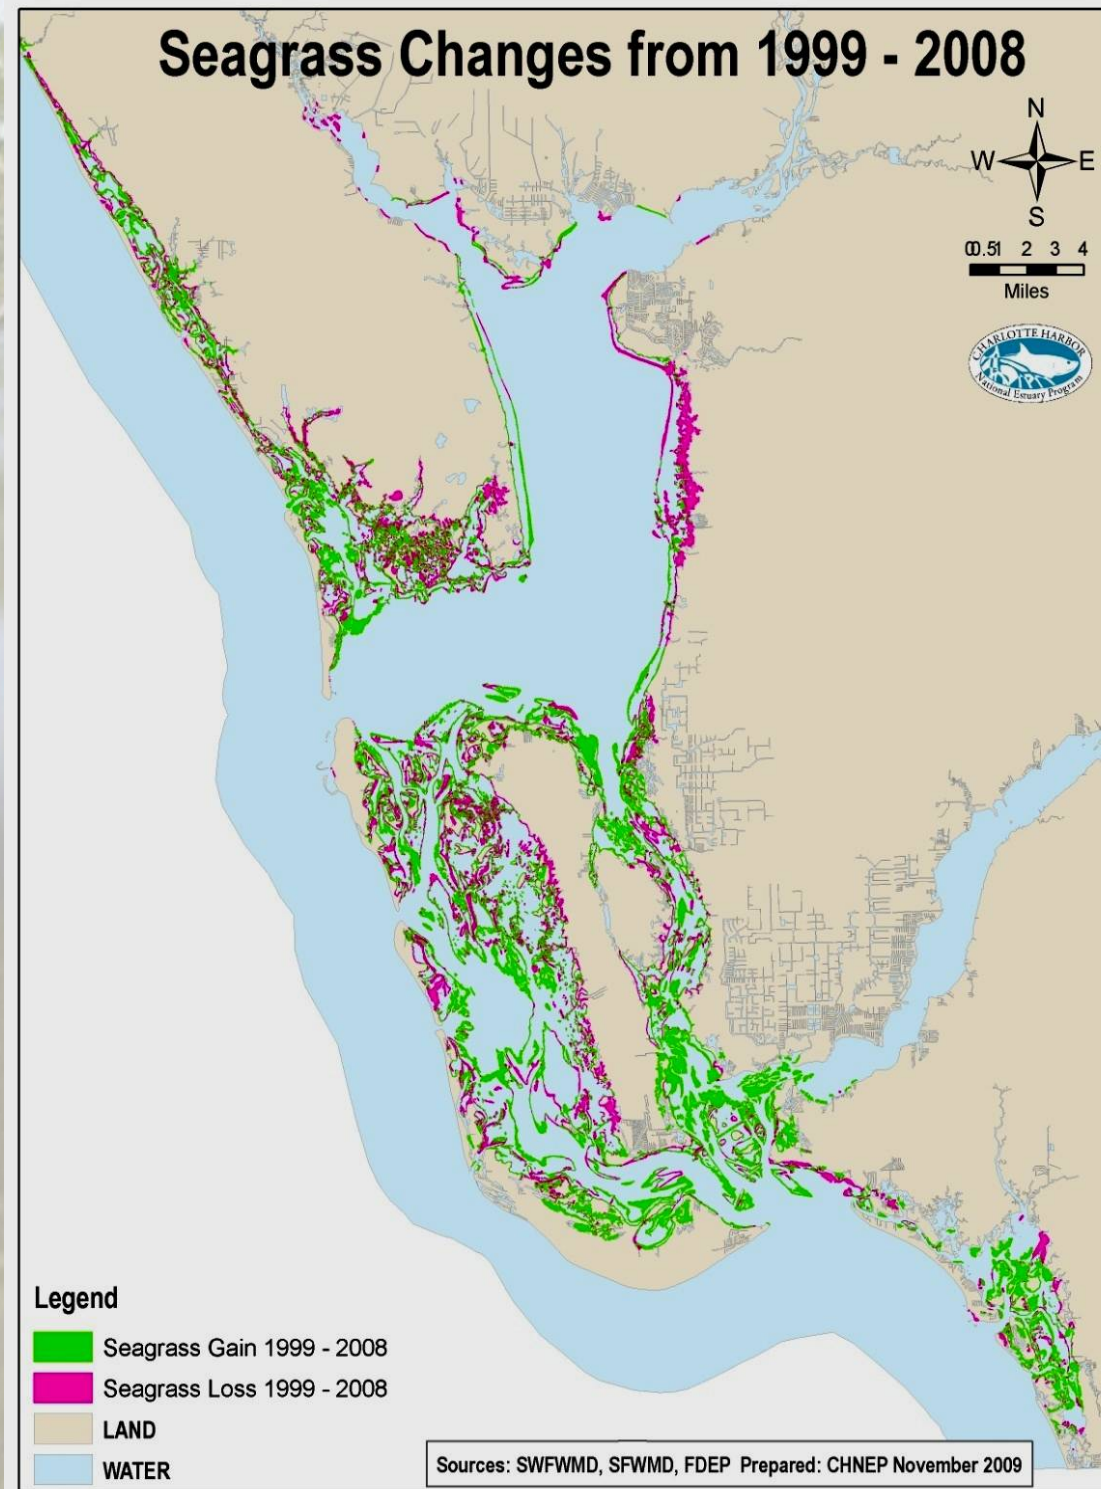 Seagrass Changes from 1999 - 2008
N
W E
S
0 0.5 1 2 3 4
Miles
CHARLOTTE HARBOR
National Estuary Program
Legend
Seagrass Gain 1999 - 2008
Seagrass Loss 1999 - 2008
LAND
WATER
Sources: SWFWMD, SFWMD, FDEP Prepared: CHNEP November 2009